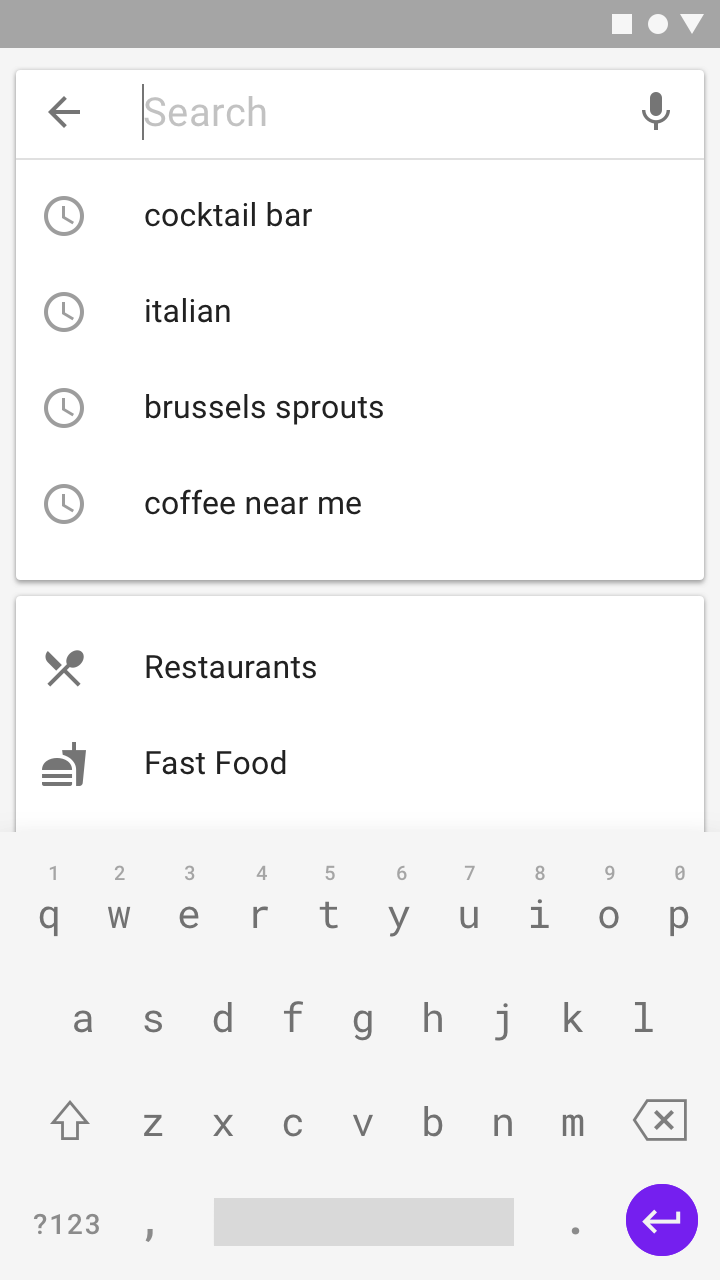 Search
cocktail bar
italian
brussels sprouts
coffee near me
Restaurants
Fast Food
1 2 3 4 5 6 7 8 9 0
q w e r t y u i o p
a s d f g h j k l
z x c v b n m
?123 , .